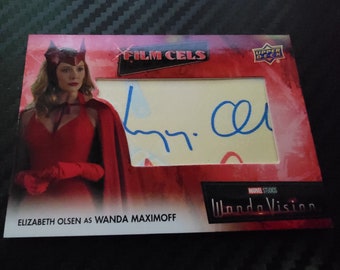 FILM CELS
UPPER DECK
ELIZABETH OLSEN AS WANDA MAXIMOFF
MARVEL STUDIOS
WandaVision